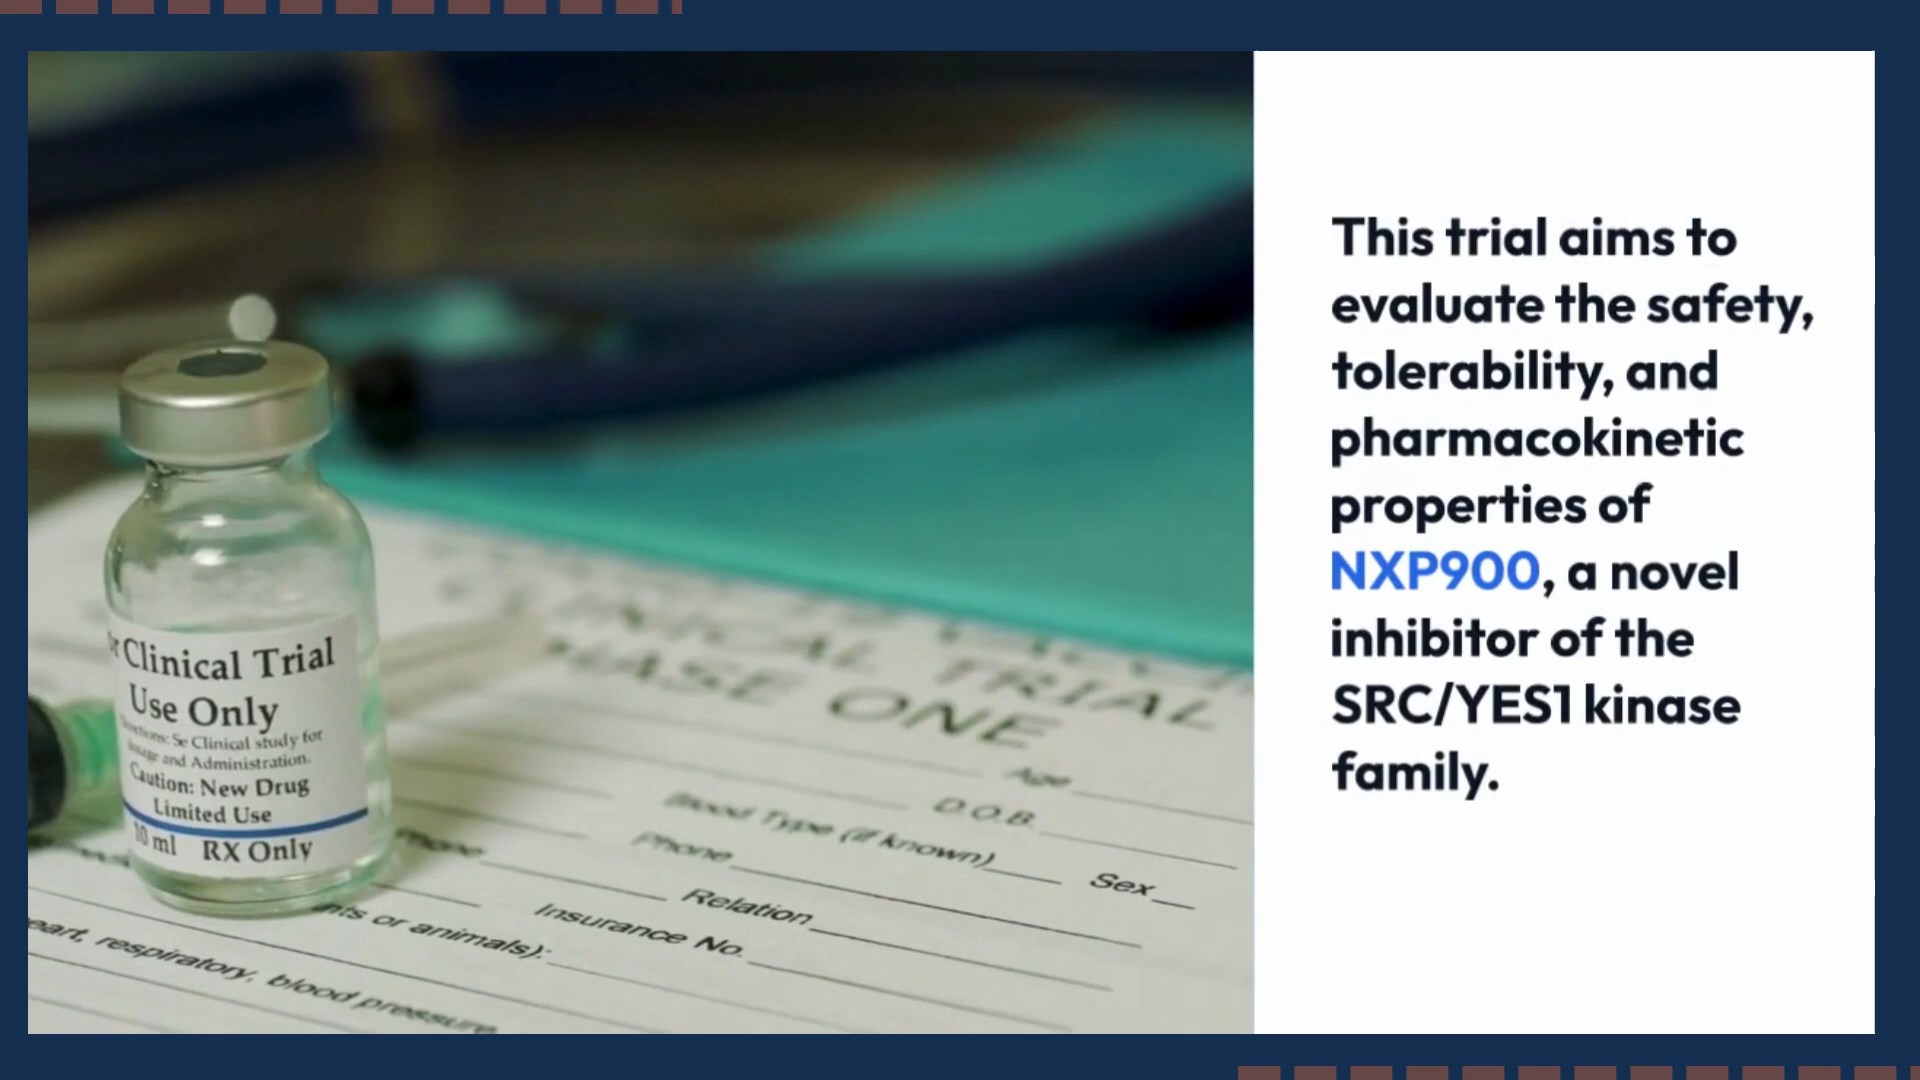 Clinical Trial
Use Only
Se Clinical study for
and Administration.
Caution: New Drug
Limited Use
10 ml RX Only
TRIAL
ONE
Age
D.O.B.
Blood Type (if known)
Sex
Phone
Relation
Insurance No.
or animals):
respiratory, blood pressure
This trial aims to
evaluate the safety,
tolerability, and
pharmacokinetic
properties of
NXP900, a novel
inhibitor of the
SRC/YES1 kinase
family.